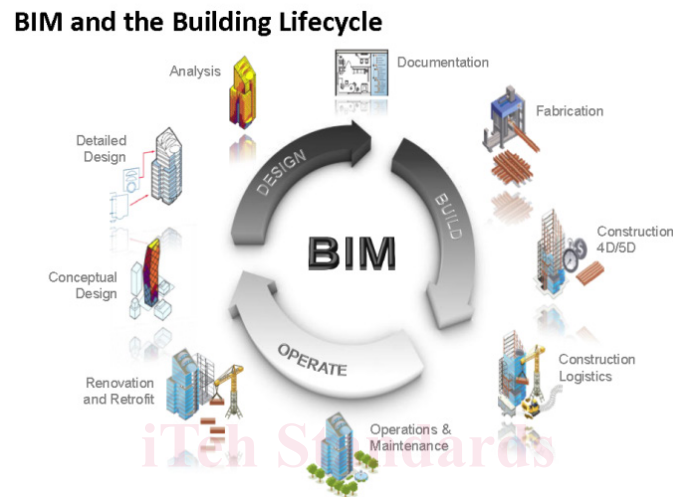 BIM and the Building Lifecycle
Analysis
Documentation
Fabrication
Detailed
Design
DESIGN
BUILD
BIM
Construction
4D/5D
Conceptual
Design
OPERATE
Construction
Logistics
Renovation
and Retrofit
Operations &
Maintenance
iTeh Standards